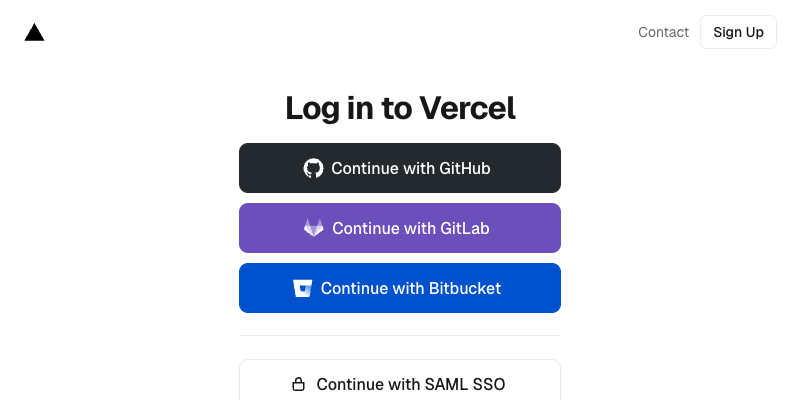 Contact
Sign Up
Log in to Vercel
Continue with GitHub
Continue with GitLab
Continue with Bitbucket
Continue with SAML SSO